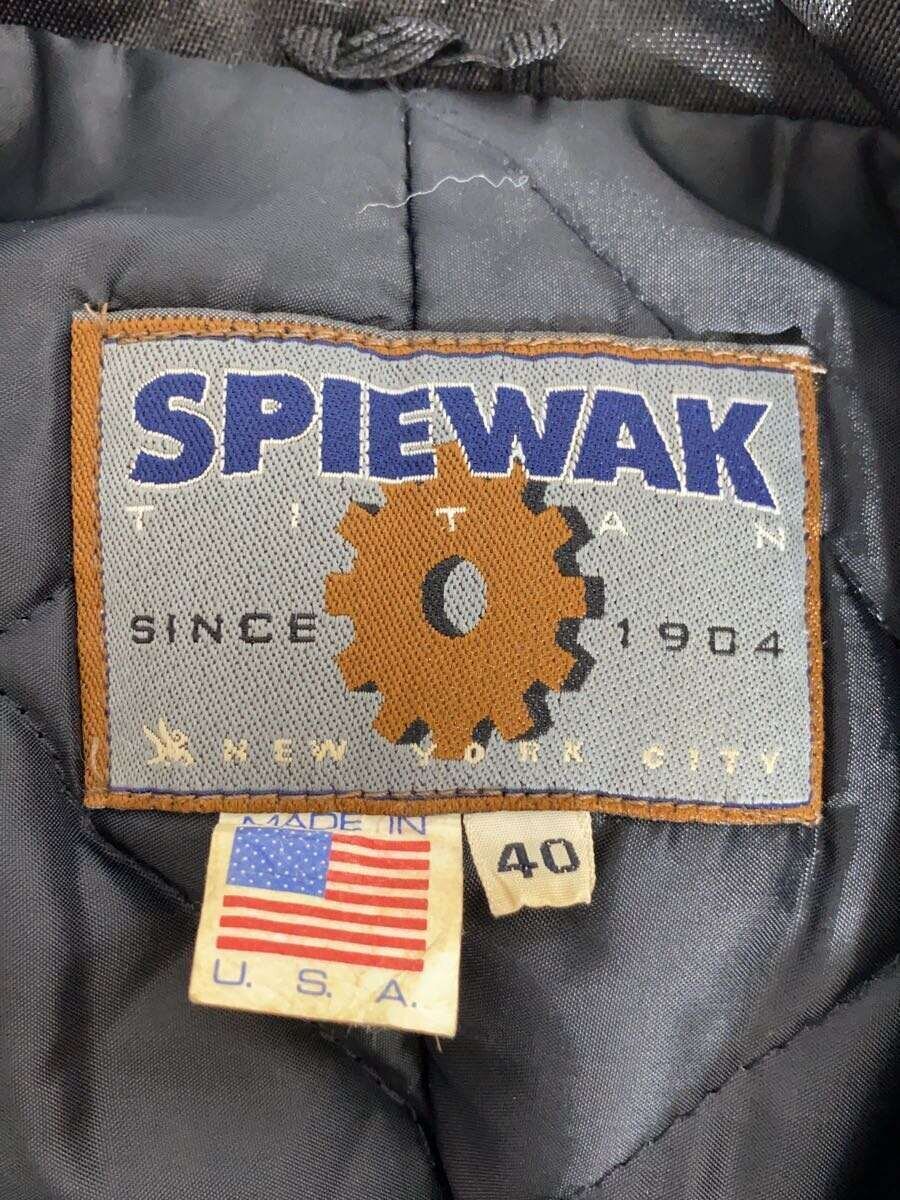 SPIEWAK
TITAN
SINCE 1904
NEW YORK CITY
MADE IN
U.S.A.
40